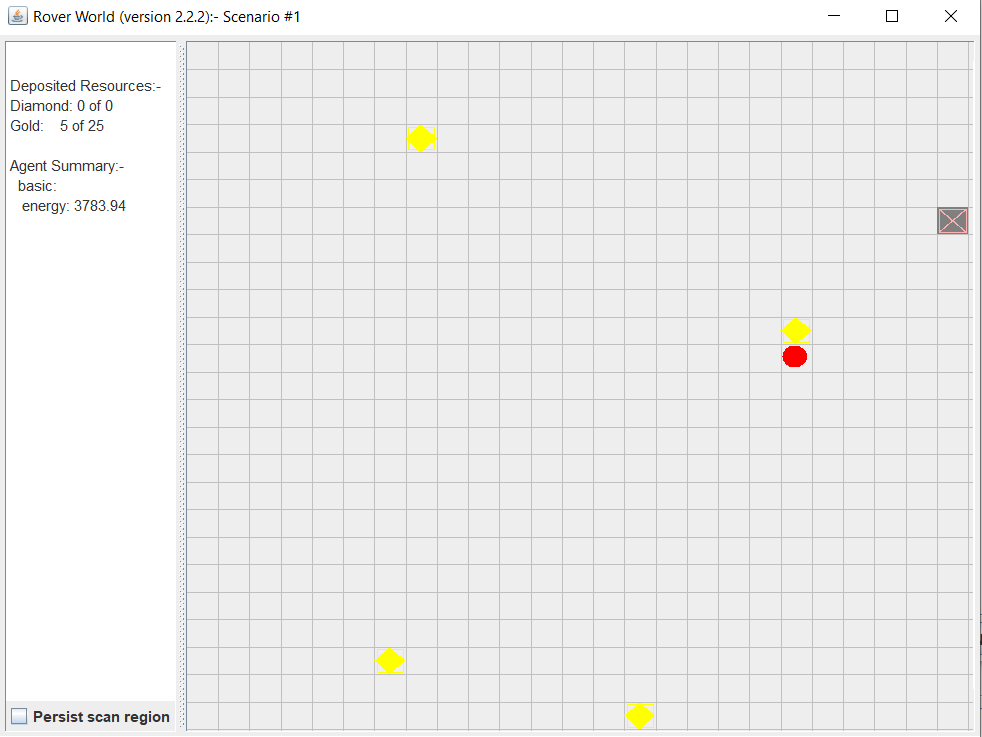 Rover World (version 2.2.2):- Scenario #1
Deposited Resources:-
Diamond: 0 of 0
Gold: 5 of 25
Agent Summary:-
basic:
energy: 3783.94
Persist scan region